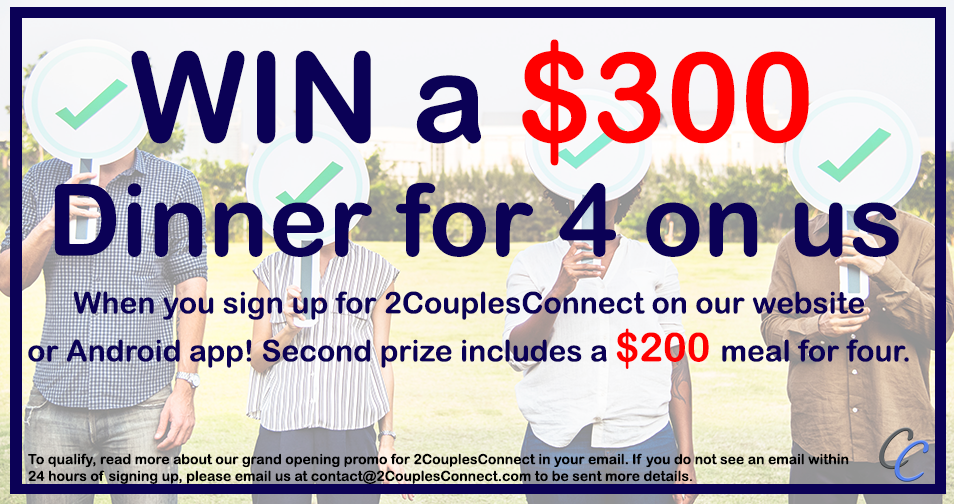 WIN a $300
Dinner for 4 on us
When you sign up for 2CouplesConnect on our website
or Android app! Second prize includes a $200 meal for four.
To qualify, read more about our grand opening promo for 2CouplesConnect in your email. If you do not see an email within
24 hours of signing up, please email us at contact@2CouplesConnect.com to be sent more details.
CC